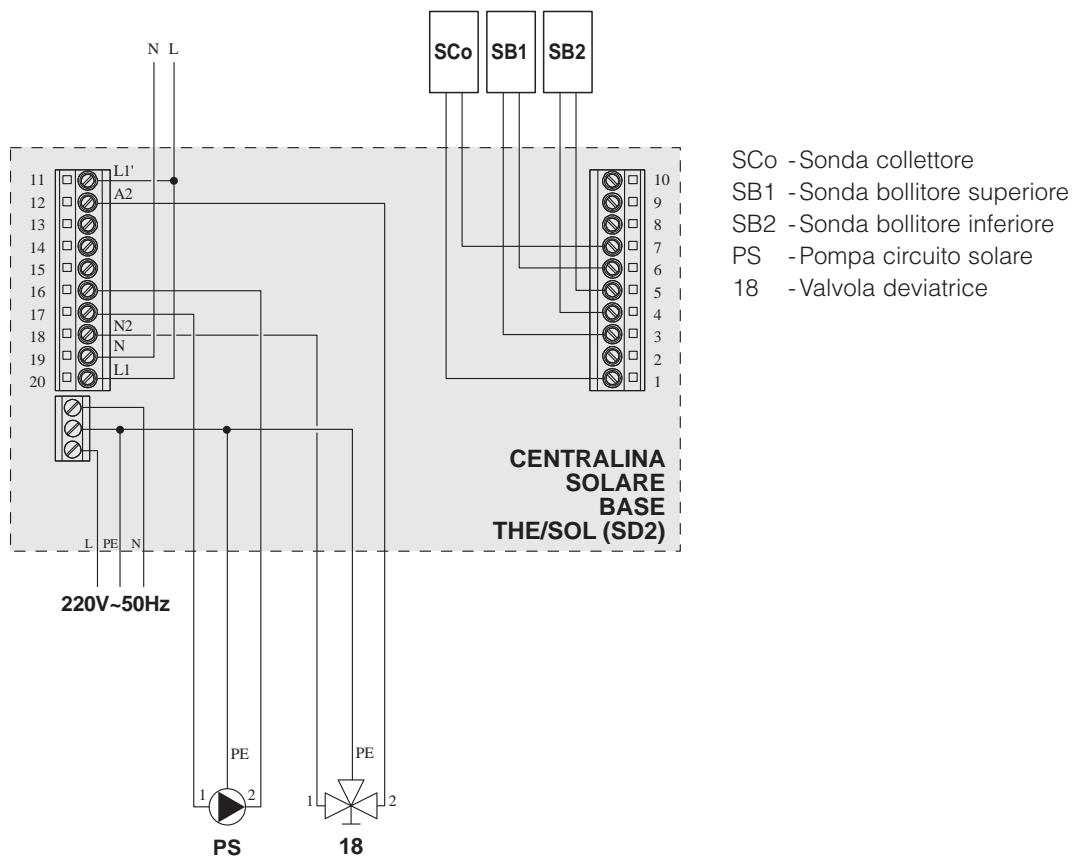 N L
SCo SB1 SB2
SCo - Sonda collettore
SB1 - Sonda bollitore superiore
SB2 - Sonda bollitore inferiore
PS - Pompa circuito solare
18 - Valvola deviatrice
11 L1'
12 A2
13
14
15
16
17
18 N2
19 N
20 L1
10
9
8
7
6
5
4
3
2
1
CENTRALINA
SOLARE
BASE
THE/SOL (SD2)
L PE N
220V~50Hz
PE PE
1 2 1 2
PS 18